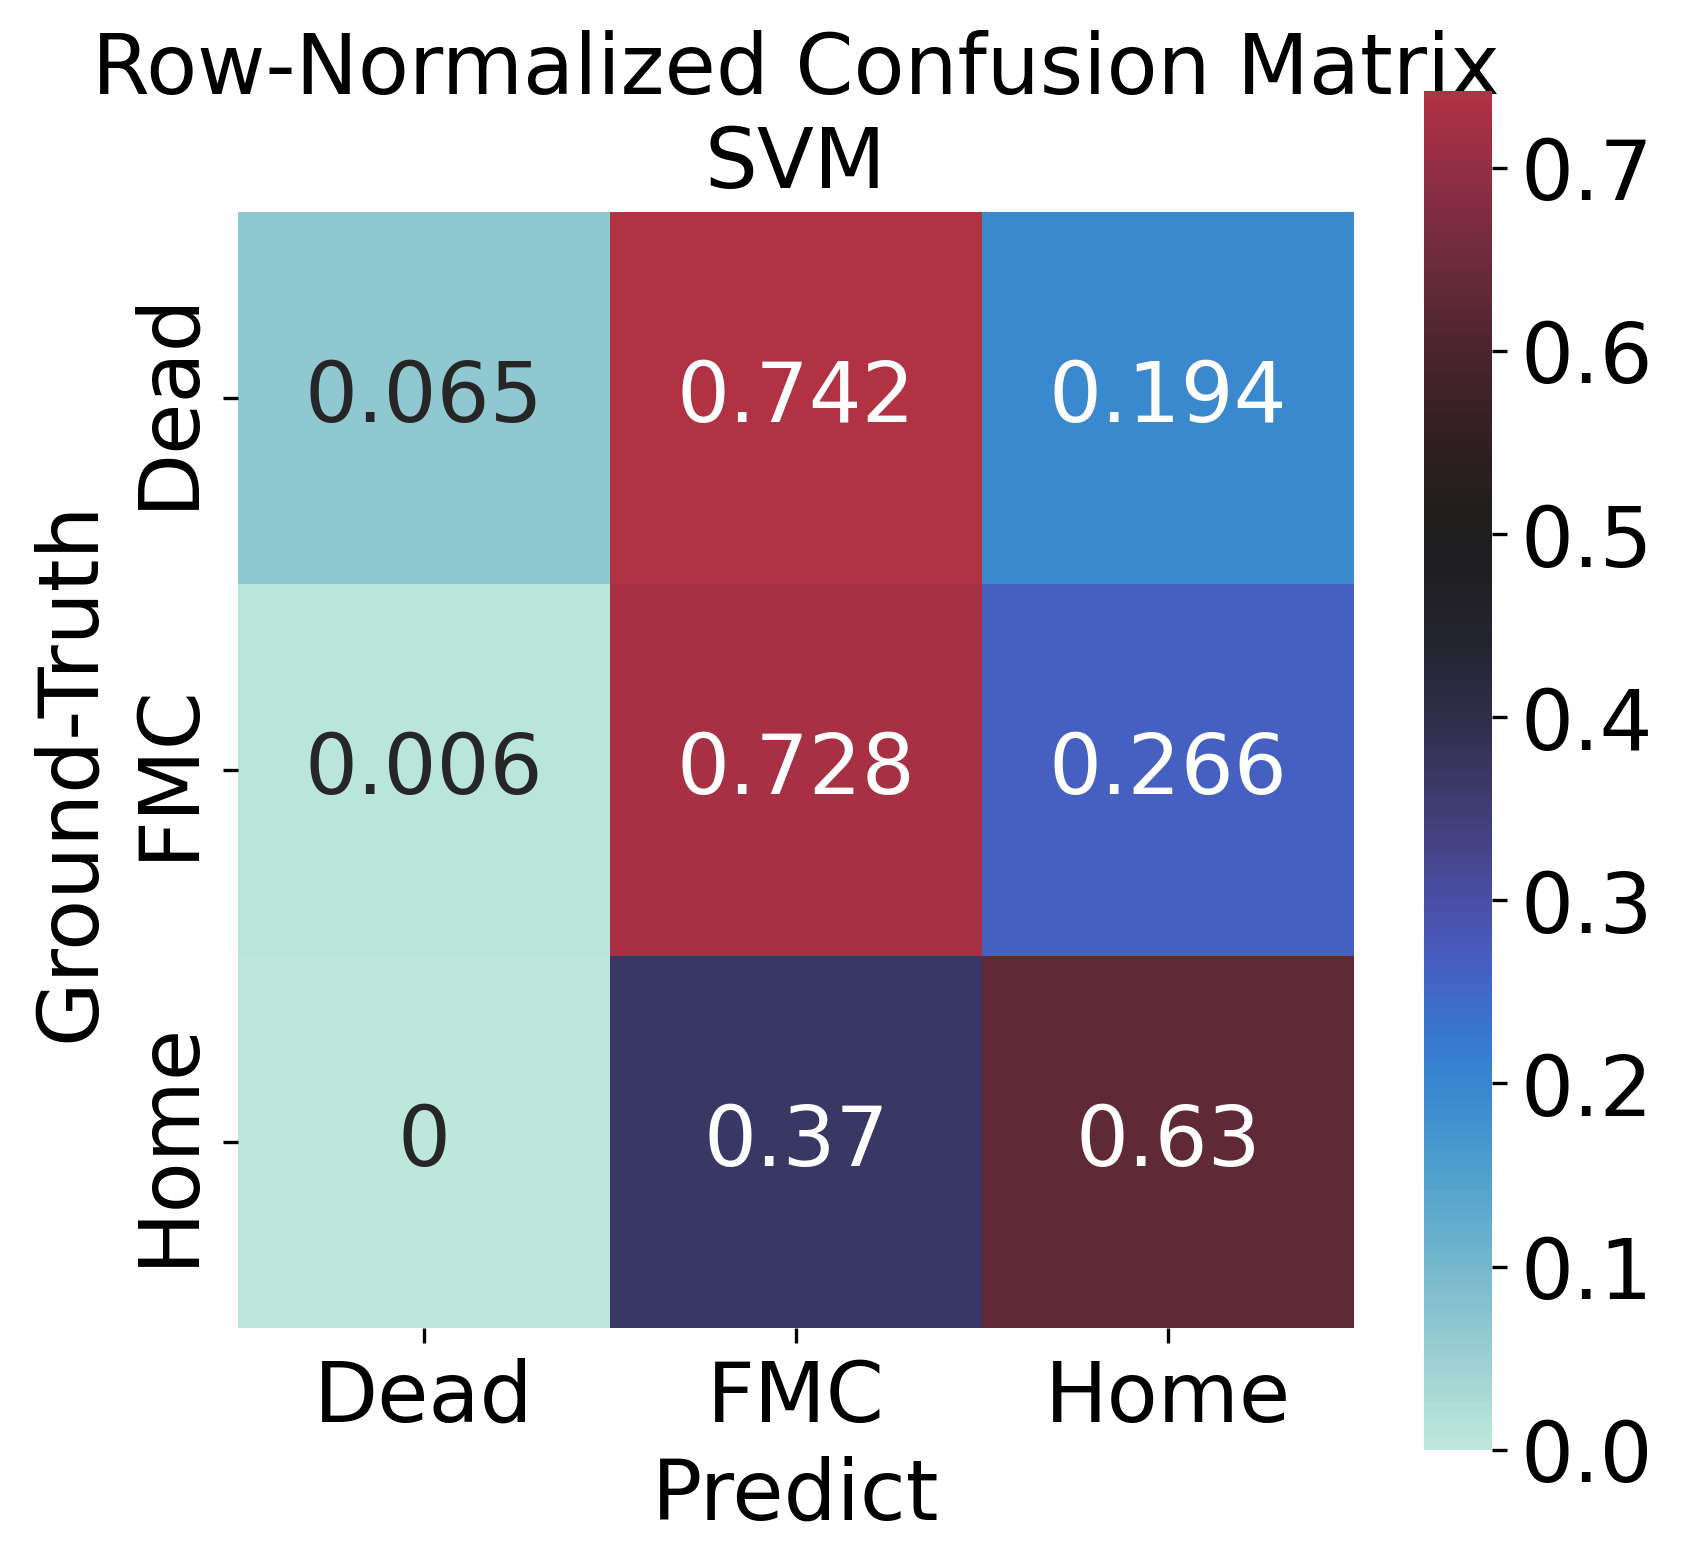 Row-Normalized Confusion Matrix
SVM
Ground-Truth
Dead
0.065 0.742 0.194
FMC
0.006 0.728 0.266
Home
0 0.37 0.63
Dead FMC Home
Predict
0.7
0.6
0.5
0.4
0.3
0.2
0.1
0.0